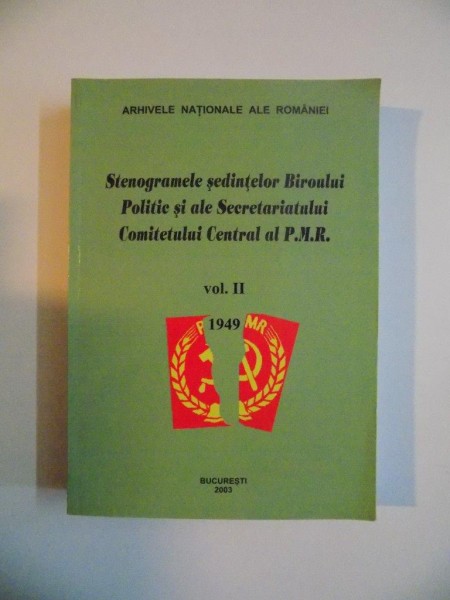 ARHIVELE NAȚIONALE ALE ROMÂNIEI
Stenogramele ședințelor Biroului
Politic și ale Secretariatului
Comitetului Central al P.M.R.
vol. II
1949
P MR
BUCUREȘTI
2003